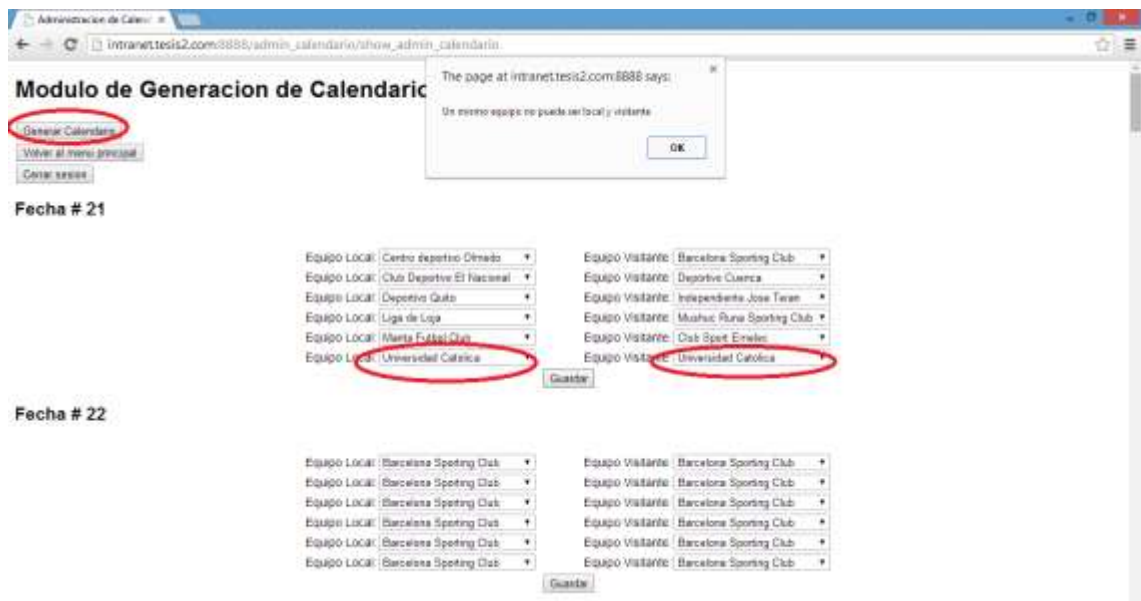 Administracion de Calen
intranet.tesis2.com:8888/admin_calendario/show_admin_calendario
The page at intranet.tesis2.com:8888 says:
Un mismo equipo no puede ser local y visitante
OK
Modulo de Generacion de Calendario
Generar Calendario
Volver al menu principal
Cerrar sesion
Fecha # 21
Equipo Local: Centro deportivo Olmedo Equipo Visitante: Barcelona Sporting Club
Equipo Local: Club Deportivo El Nacional Equipo Visitante: Deportivo Cuenca
Equipo Local: Deportivo Quito Equipo Visitante: Independiente Jose Teran
Equipo Local: Liga de Loja Equipo Visitante: Mushuc Runa Sporting Club
Equipo Local: Manta Futbol Club Equipo Visitante: Club Sport Emelec
Equipo Local: Universidad Catolica Equipo Visitante: Universidad Catolica
Guardar
Fecha # 22
Equipo Local: Barcelona Sporting Club Equipo Visitante: Barcelona Sporting Club
Equipo Local: Barcelona Sporting Club Equipo Visitante: Barcelona Sporting Club
Equipo Local: Barcelona Sporting Club Equipo Visitante: Barcelona Sporting Club
Equipo Local: Barcelona Sporting Club Equipo Visitante: Barcelona Sporting Club
Equipo Local: Barcelona Sporting Club Equipo Visitante: Barcelona Sporting Club
Equipo Local: Barcelona Sporting Club Equipo Visitante: Barcelona Sporting Club
Guardar